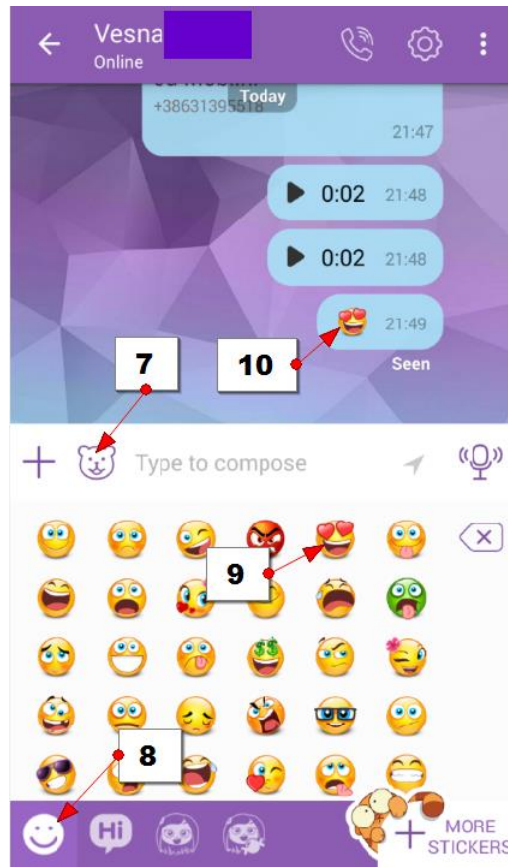 Vesna
Online
Today
+38631395518
21:47
0:02 21:48
0:02 21:48
21:49
Seen
7
10
Type to compose
9
8
Hi
MORE
STICKERS